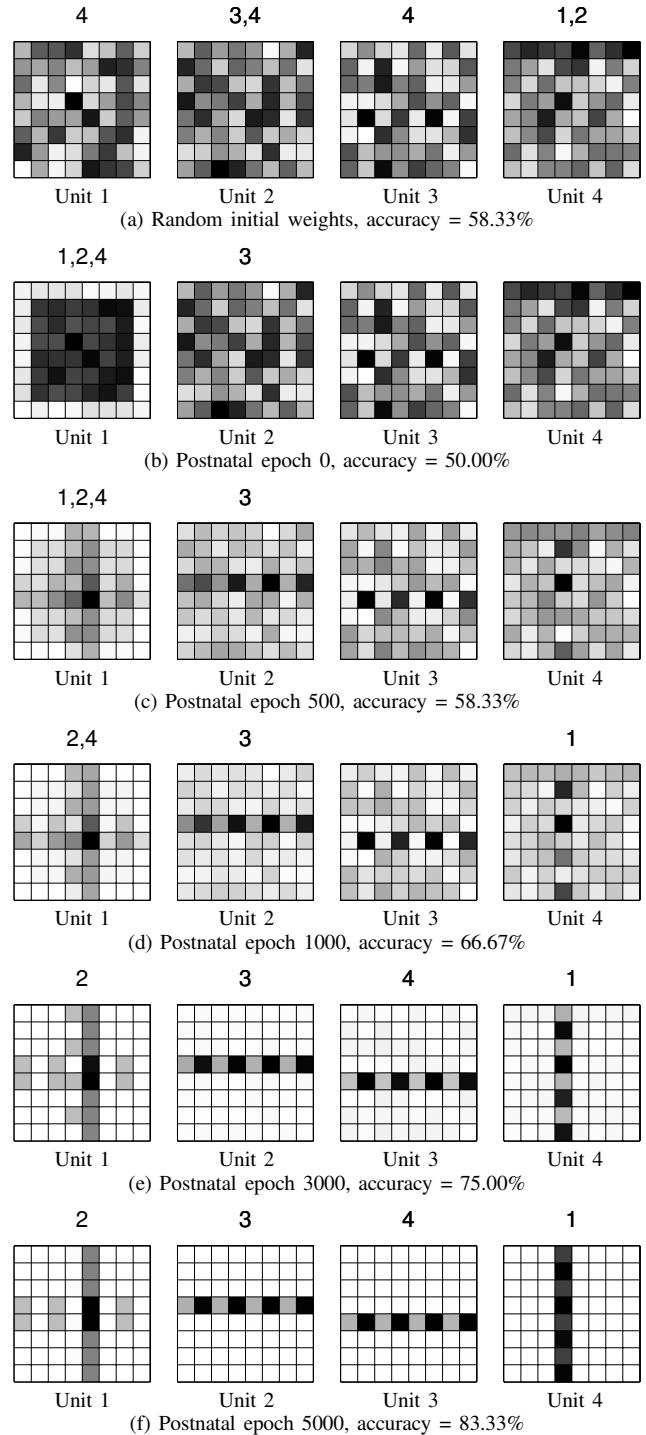 4 3,4 4 1,2
Unit 1 Unit 2 Unit 3 Unit 4
(a) Random initial weights, accuracy = 58.33%
1,2,4 3
Unit 1 Unit 2 Unit 3 Unit 4
(b) Postnatal epoch 0, accuracy = 50.00%
1,2,4 3
Unit 1 Unit 2 Unit 3 Unit 4
(c) Postnatal epoch 500, accuracy = 58.33%
2,4 3 1
Unit 1 Unit 2 Unit 3 Unit 4
(d) Postnatal epoch 1000, accuracy = 66.67%
2 3 4 1
Unit 1 Unit 2 Unit 3 Unit 4
(e) Postnatal epoch 3000, accuracy = 75.00%
2 3 4 1
Unit 1 Unit 2 Unit 3 Unit 4
(f) Postnatal epoch 5000, accuracy = 83.33%